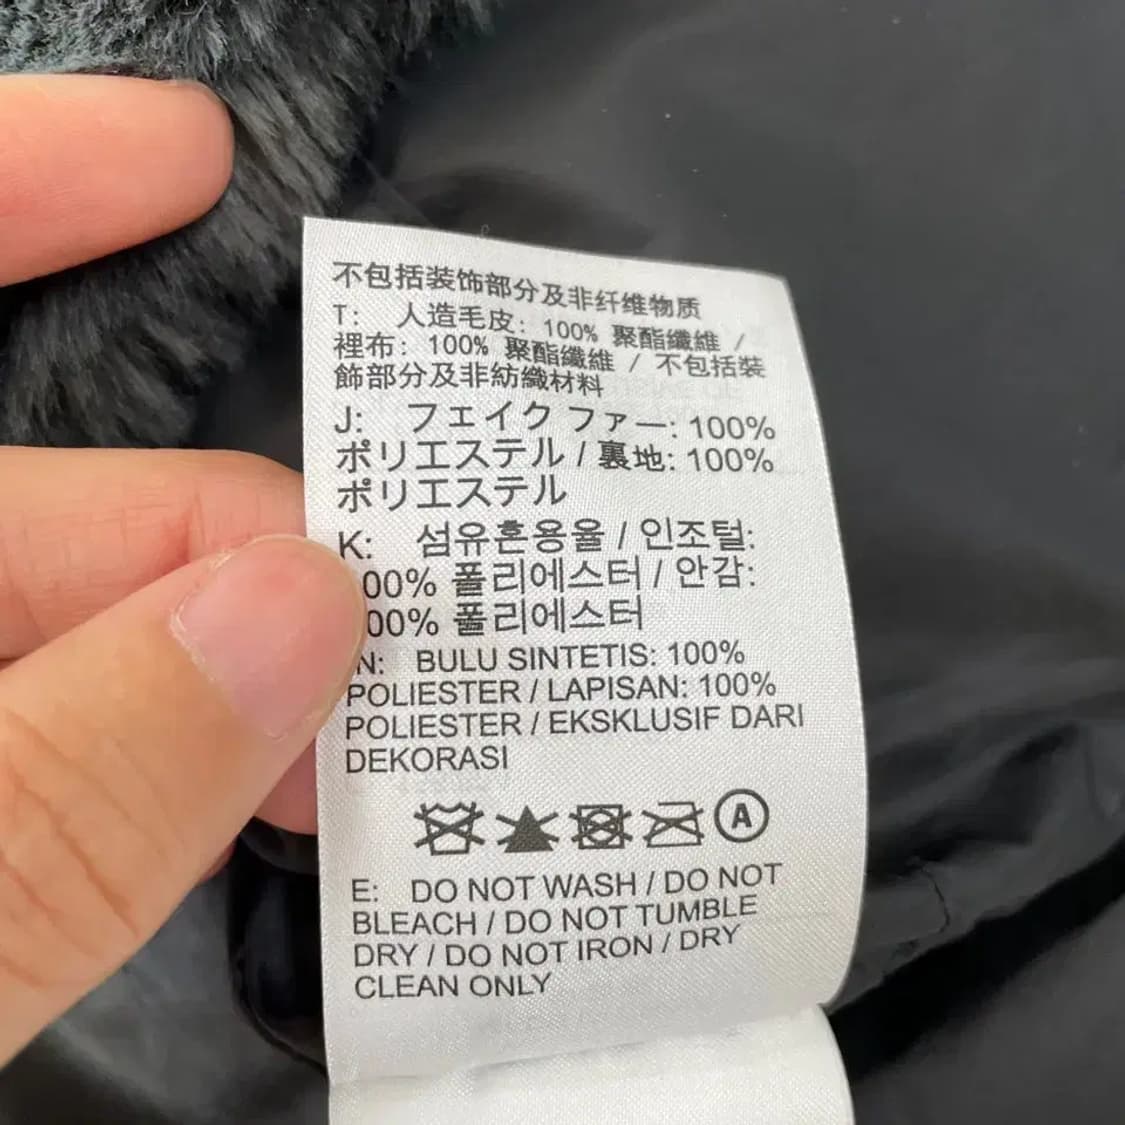 不包括装饰部分及非纤维物质
T: 人造毛皮: 100% 聚酯纖維 /
裡布: 100% 聚酯纖維 / 不包括裝
飾部分及非紡織材料
J: フェイクファー: 100%
ポリエステル / 裏地: 100%
ポリエステル
K: 섬유혼용율 / 인조털:
00% 폴리에스터 / 안감:
00% 폴리에스터
N: BULU SINTETIS: 100%
POLIESTER / LAPISAN: 100%
POLIESTER / EKSKLUSIF DARI
DEKORASI
A
E: DO NOT WASH / DO NOT
BLEACH / DO NOT TUMBLE
DRY / DO NOT IRON / DRY
CLEAN ONLY